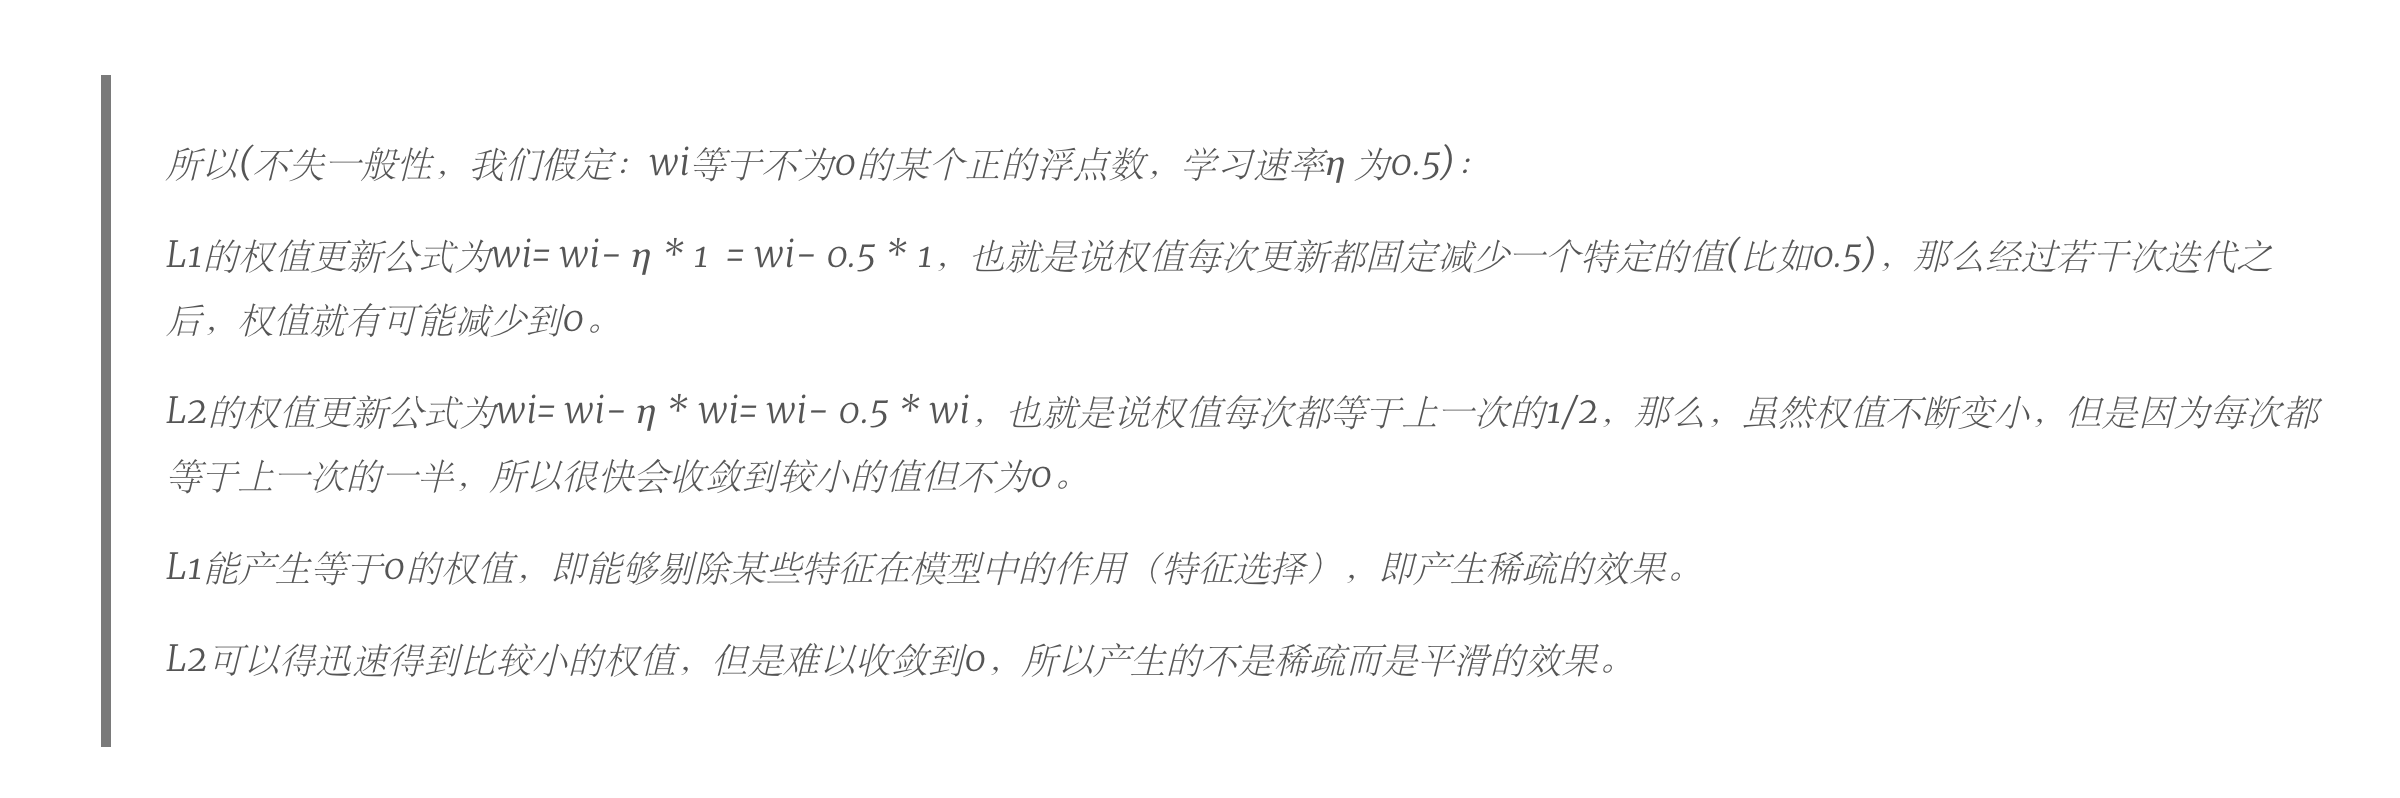 所以(不失一般性，我们假定：wi等于不为0的某个正的浮点数，学习速率η 为0.5)：
L1的权值更新公式为wi= wi- η * 1 = wi- 0.5 * 1，也就是说权值每次更新都固定减少一个特定的值(比如0.5)，那么经过若干次迭代之
后，权值就有可能减少到0。
L2的权值更新公式为wi= wi- η * wi= wi- 0.5 * wi，也就是说权值每次都等于上一次的1/2，那么，虽然权值不断变小，但是因为每次都
等于上一次的一半，所以很快会收敛到较小的值但不为0。
L1能产生等于0的权值，即能够剔除某些特征在模型中的作用（特征选择），即产生稀疏的效果。
L2可以得迅速得到比较小的权值，但是难以收敛到0，所以产生的不是稀疏而是平滑的效果。